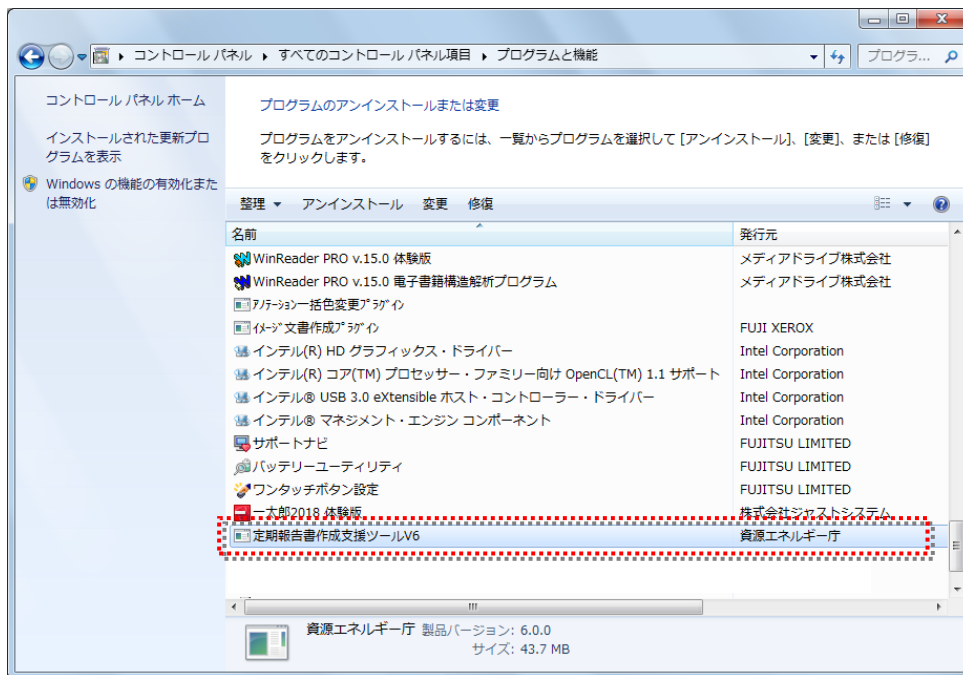 コントロール パネル ▸ すべてのコントロール パネル項目 ▸ プログラムと機能
プログラ...
コントロール パネル ホーム
インストールされた更新プロ
グラムを表示
Windows の機能の有効化また
は無効化
プログラムのアンインストールまたは変更
プログラムをアンインストールするには、一覧からプログラムを選択して [アンインストール]、[変更]、または [修復]
をクリックします。
整理 アンインストール 変更 修復
名前 発行元
WinReader PRO v.15.0 体験版 メディアドライブ株式会社
WinReader PRO v.15.0 電子書籍構造解析プログラム メディアドライブ株式会社
ｱﾉﾃｰｼｮﾝ一括色変更ﾌﾟﾗｸﾞｲﾝ
ｲﾒｰｼﾞ文書作成ﾌﾟﾗｸﾞｲﾝ FUJI XEROX
インテル(R) HD グラフィックス・ドライバー Intel Corporation
インテル(R) コア(TM) プロセッサー・ファミリー向け OpenCL(TM) 1.1 サポート Intel Corporation
インテル® USB 3.0 eXtensible ホスト・コントローラー・ドライバー Intel Corporation
インテル® マネジメント・エンジン コンポーネント Intel Corporation
サポートナビ FUJITSU LIMITED
バッテリーユーティリティ FUJITSU LIMITED
ワンタッチボタン設定 FUJITSU LIMITED
一太郎2018 体験版 株式会社ジャストシステム
定期報告書作成支援ツールV6 資源エネルギー庁
資源エネルギー庁 製品バージョン: 6.0.0
サイズ: 43.7 MB